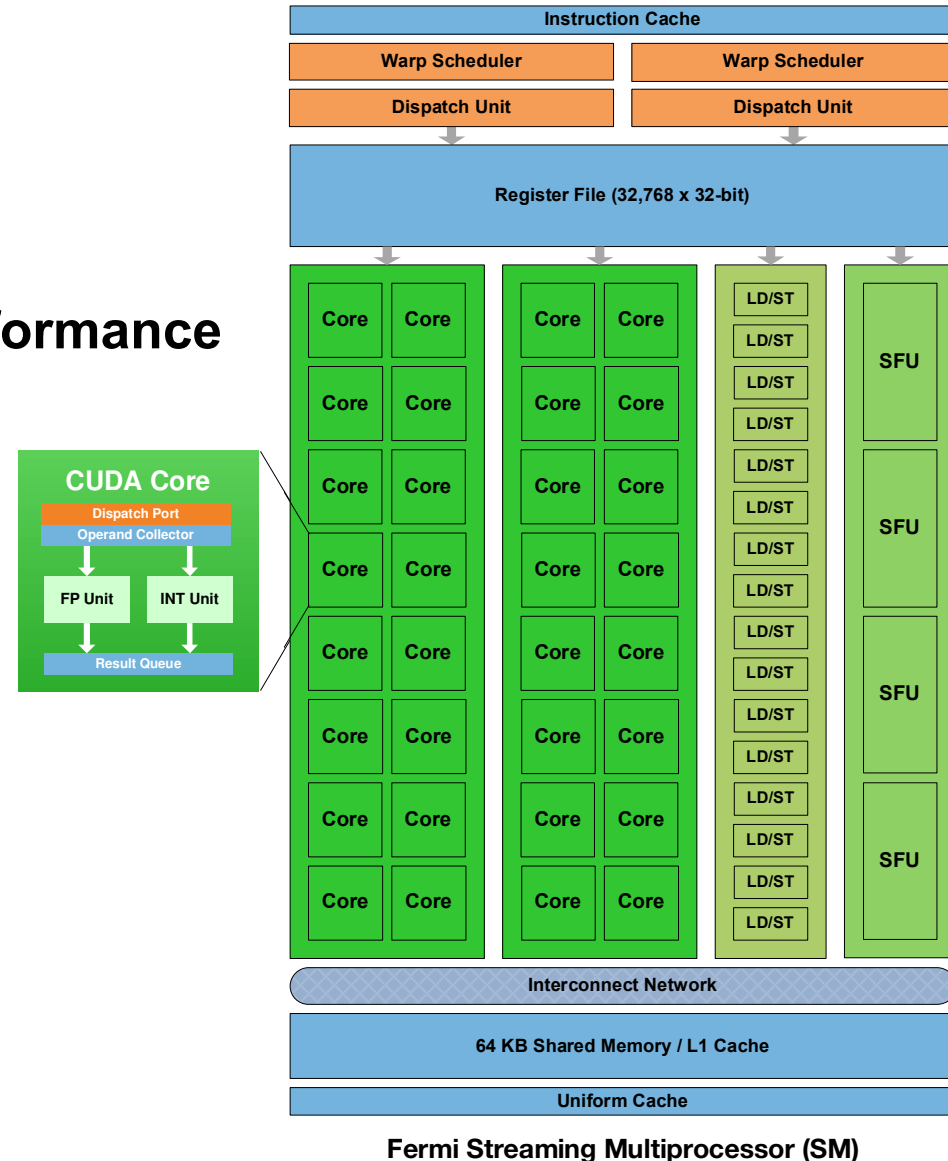 Instruction Cache
Warp Scheduler Warp Scheduler
Dispatch Unit Dispatch Unit
Register File (32,768 x 32-bit)
ormance
CUDA Core
Dispatch Port
Operand Collector
FP Unit INT Unit
Result Queue
Core Core Core Core LD/ST
LD/ST
SFU
Core Core Core Core LD/ST
LD/ST
Core Core Core Core LD/ST
LD/ST
SFU
Core Core Core Core LD/ST
LD/ST
Core Core Core Core LD/ST
LD/ST
SFU
Core Core Core Core LD/ST
LD/ST
Core Core Core Core LD/ST
LD/ST
SFU
Core Core Core Core LD/ST
LD/ST
Interconnect Network
64 KB Shared Memory / L1 Cache
Uniform Cache
Fermi Streaming Multiprocessor (SM)